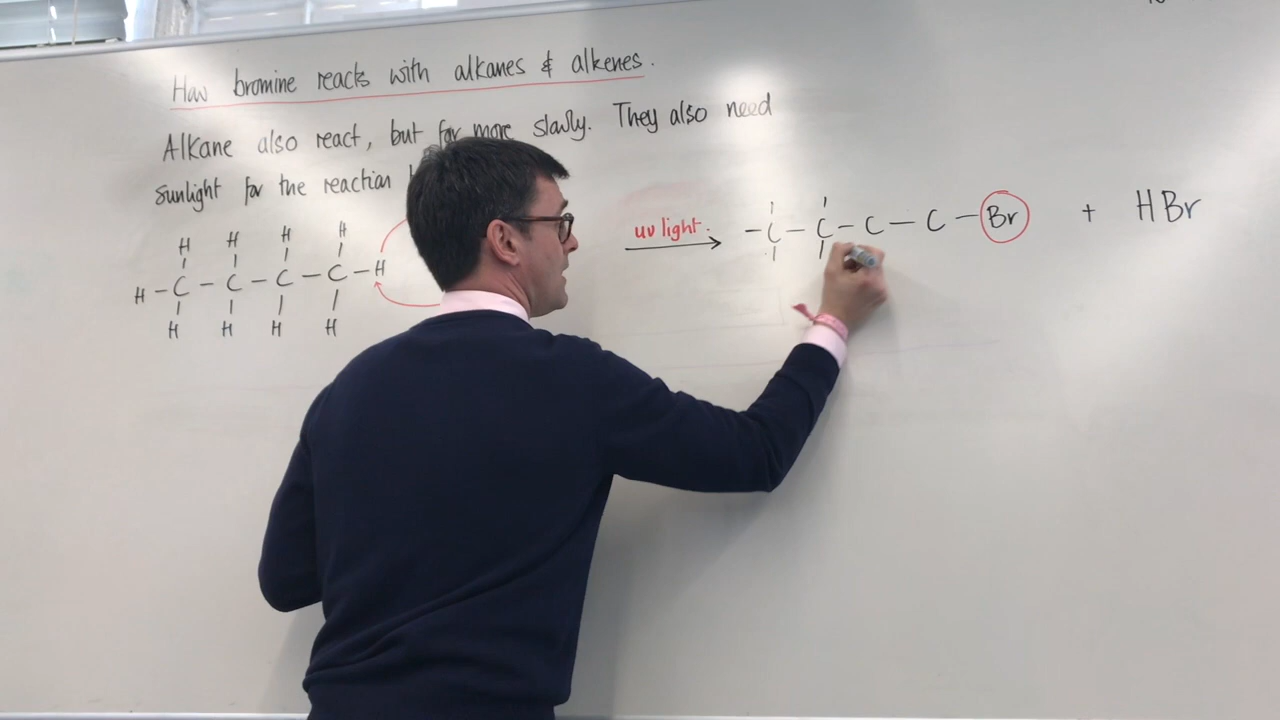 How bromine reacts with alkanes & alkenes.
Alkane also react, but far more slowly. They also need
sunlight for the reaction
H H H H
H - C - C - C - C - H
H H H H
uv light.
- C - C - C - C - Br + HBr